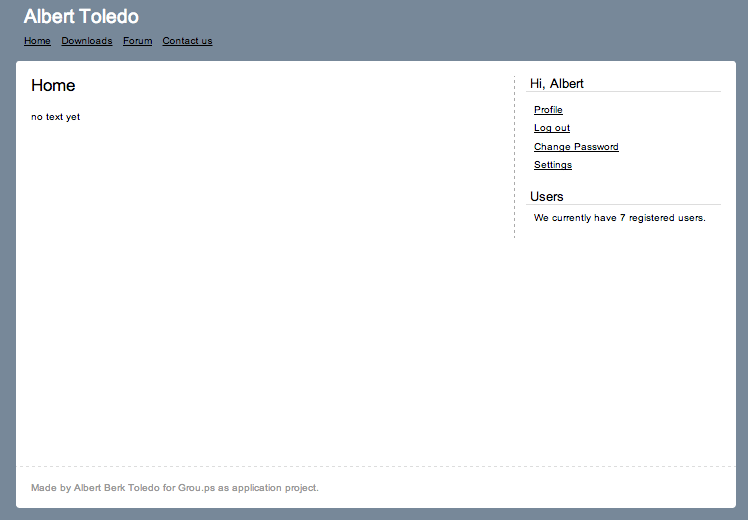 Albert Toledo
Home Downloads Forum Contact us
Home
no text yet
Hi, Albert
Profile
Log out
Change Password
Settings
Users
We currently have 7 registered users.
Made by Albert Berk Toledo for Grou.ps as application project.